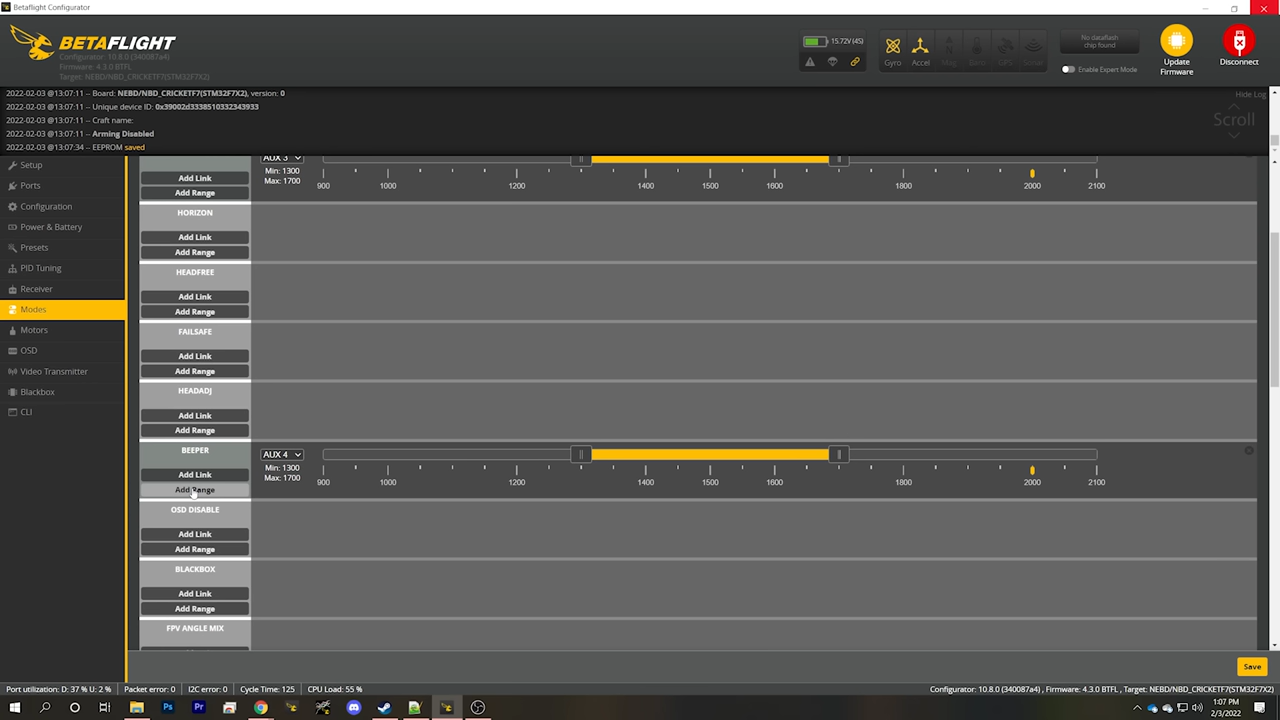 Betaflight Configurator
BETAFLIGHT
Configurator: 10.8.0 (340087a4)
Firmware: 4.3.0 BTFL
Target: NEBD/NBD_CRICKETF7(STM32F7X2)
15.72V (4S)
Gyro
Accel
Mag
Baro
GPS
Sonar
No dataflash
chip found
Enable Expert Mode
Update
Firmware
Disconnect
2022-02-03 @13:07:11 -- Board: NEBD/NBD_CRICKETF7(STM32F7X2), version: 0
2022-02-03 @13:07:11 -- Unique device ID: 0x39002d3338510332343933
2022-02-03 @13:07:11 -- Craft name:
2022-02-03 @13:07:11 -- Arming Disabled
2022-02-03 @13:07:34 -- EEPROM saved
Hide Log
Scroll
Setup
Ports
Configuration
Power & Battery
Presets
PID Tuning
Receiver
Modes
Motors
OSD
Video Transmitter
Blackbox
CLI
AUX 3
Min: 1300
Max: 1700
Add Link
Add Range
900 1000 1200 1400 1500 1600 1800 2000 2100
HORIZON
Add Link
Add Range
HEADFREE
Add Link
Add Range
FAILSAFE
Add Link
Add Range
HEADADJ
Add Link
Add Range
BEEPER
Add Link
Add Range
AUX 4
Min: 1300
Max: 1700
900 1000 1200 1400 1500 1600 1800 2000 2100
OSD DISABLE
Add Link
Add Range
BLACKBOX
Add Link
Add Range
FPV ANGLE MIX
Save
Port utilization: D: 37 % U: 2 %
Packet error: 0
I2C error: 0
Cycle Time: 125
CPU Load: 55 %
Configurator: 10.8.0 (340087a4) , Firmware: 4.3.0 BTFL , Target: NEBD/NBD_CRICKETF7(STM32F7X2)
Ps
Pr
1:07 PM
2/3/2022